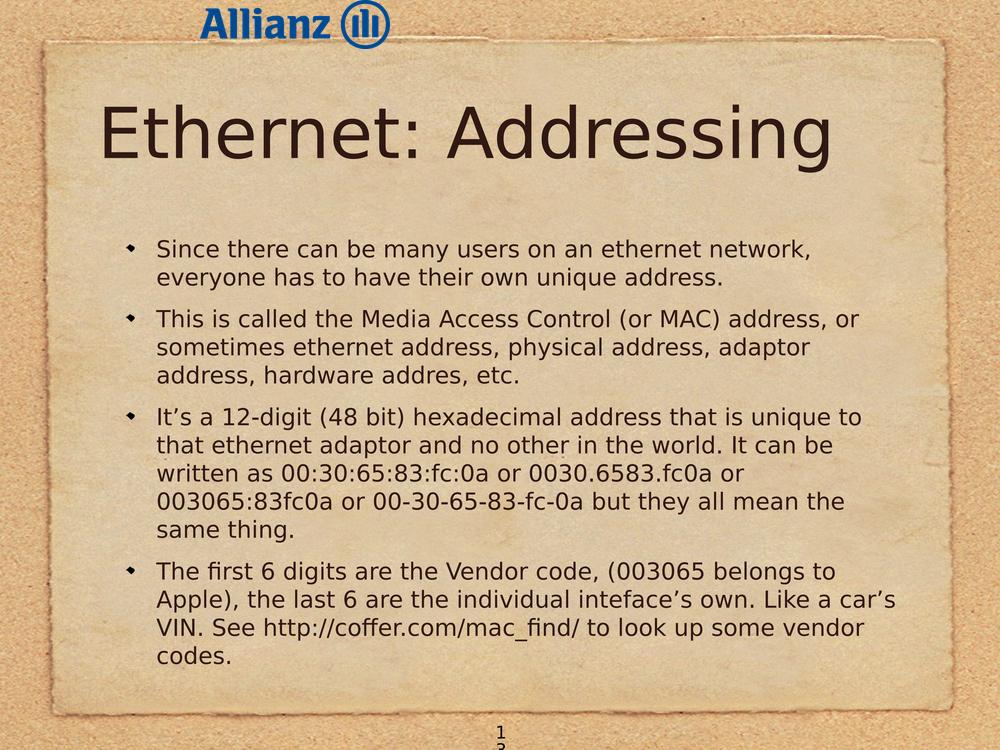 Allianz
Ethernet: Addressing
Since there can be many users on an ethernet network,
everyone has to have their own unique address.
This is called the Media Access Control (or MAC) address, or
sometimes ethernet address, physical address, adaptor
address, hardware addres, etc.
It’s a 12-digit (48 bit) hexadecimal address that is unique to
that ethernet adaptor and no other in the world. It can be
written as 00:30:65:83:fc:0a or 0030.6583.fc0a or
003065:83fc0a or 00-30-65-83-fc-0a but they all mean the
same thing.
The first 6 digits are the Vendor code, (003065 belongs to
Apple), the last 6 are the individual inteface’s own. Like a car’s
VIN. See http://coffer.com/mac_find/ to look up some vendor
codes.
1